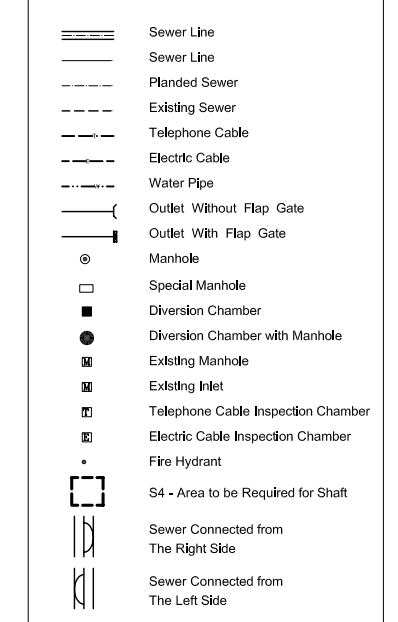 Sewer Line
Sewer Line
Planded Sewer
Existing Sewer
T
Telephone Cable
Electric Cable
W
Water Pipe
Outlet Without Flap Gate
Outlet With Flap Gate
Manhole
Special Manhole
Diversion Chamber
Diversion Chamber with Manhole
M Existing Manhole
M Existing Inlet
T Telephone Cable Inspection Chamber
E Electric Cable Inspection Chamber
Fire Hydrant
S4 - Area to be Required for Shaft
Sewer Connected from
The Right Side
Sewer Connected from
The Left Side